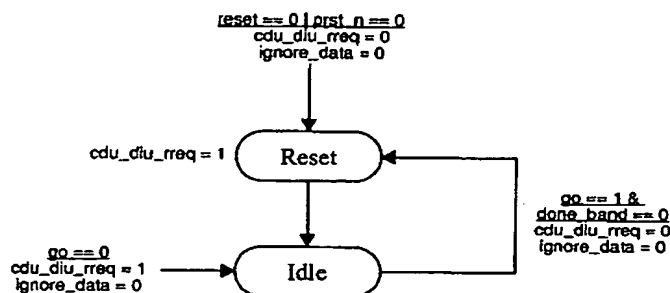 reset == 0 | prst_n == 0
cdu_diu_rreq = 0
ignore_data = 0
cdu_diu_rreq = 1
Reset
go == 1 &
done_band == 0
cdu_diu_rreq = 0
ignore_data = 0
go == 0
cdu_diu_rreq = 1
ignore_data = 0
Idle